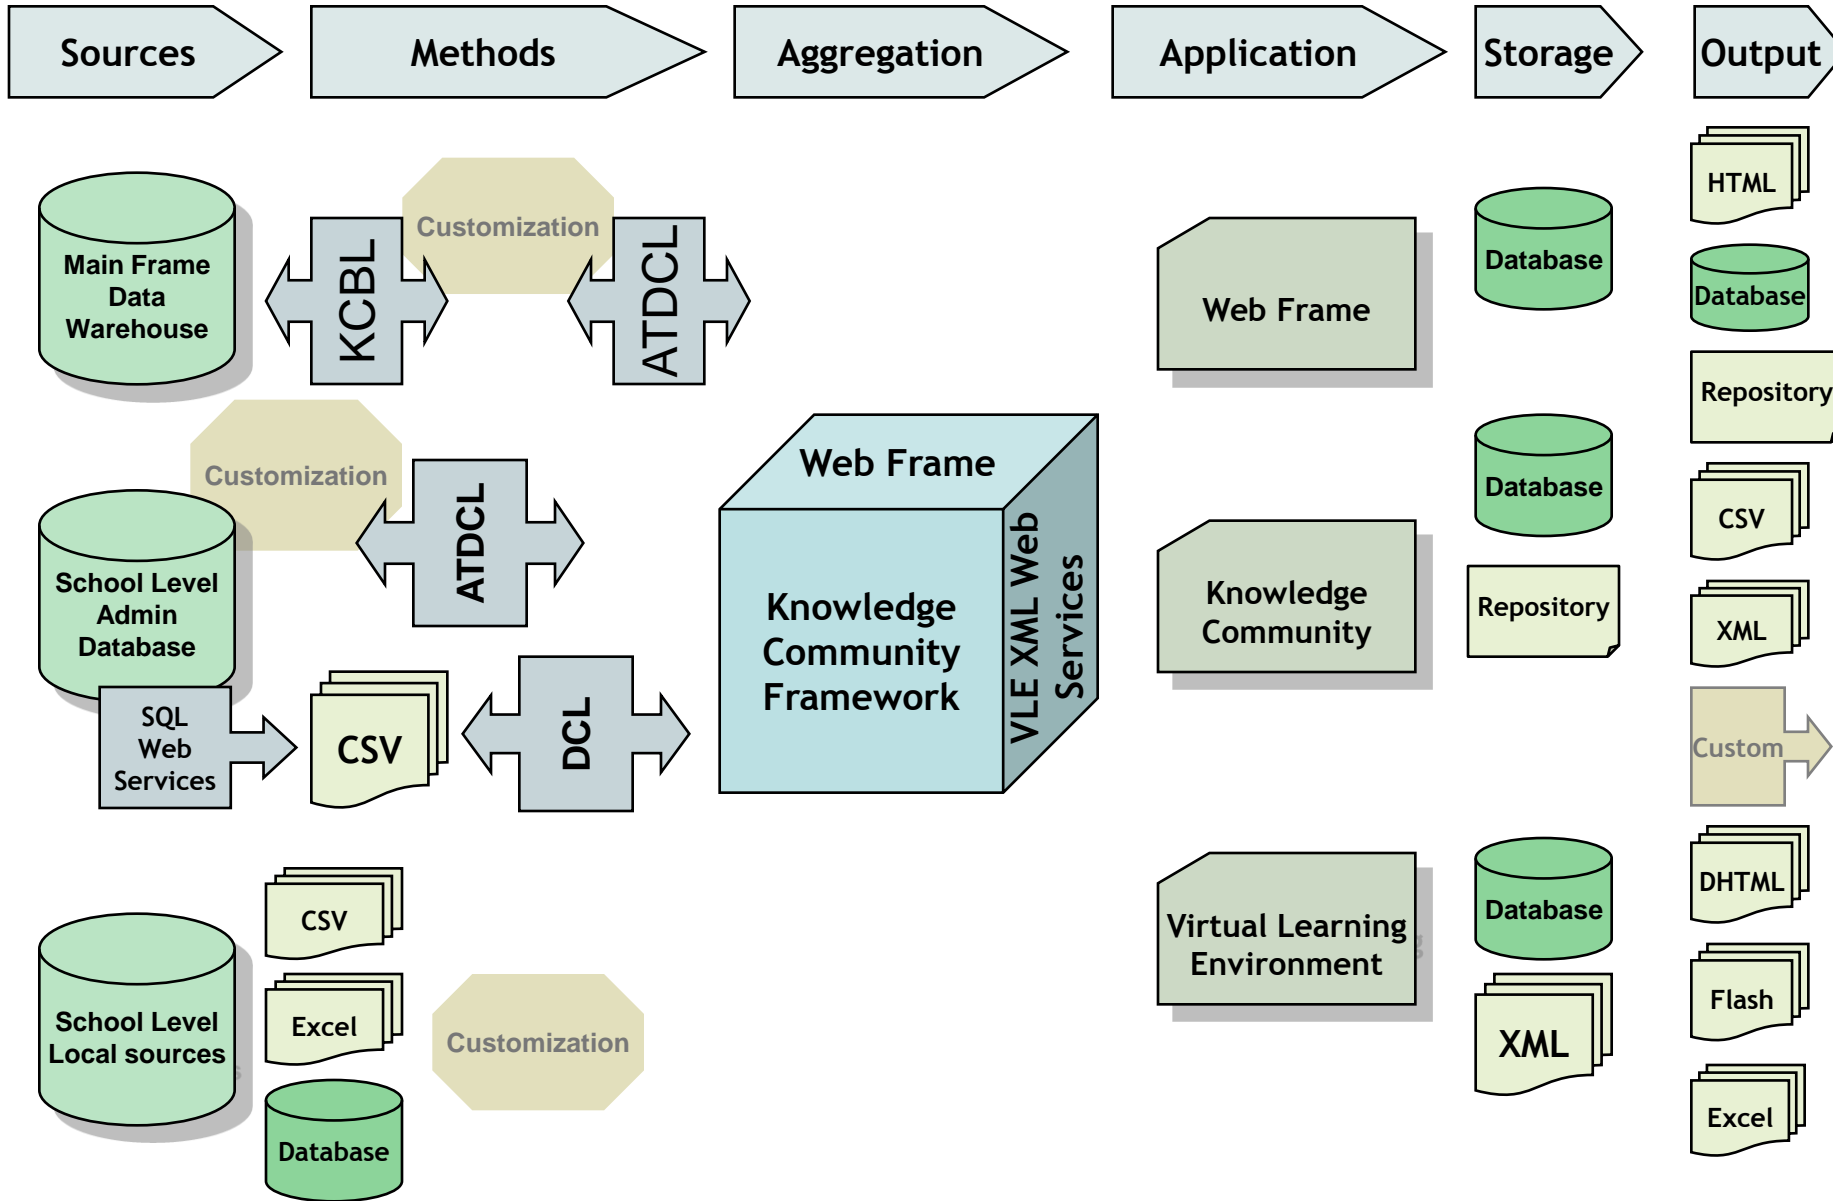 Sources
Methods
Aggregation
Application
Storage
Output
Main Frame
Data
Warehouse
KCBL
Customization
ATDCL
Customization
School Level
Admin
Database
ATDCL
SQL
Web
Services
CSV
DCL
School Level
Local sources
CSV
Excel
Database
Customization
Web Frame
Knowledge
Community
Framework
VLE XML Web
Services
Web Frame
Knowledge
Community
Virtual Learning
Environment
Database
Database
Repository
Database
XML
HTML
Database
Repository
CSV
XML
Custom
DHTML
Flash
Excel